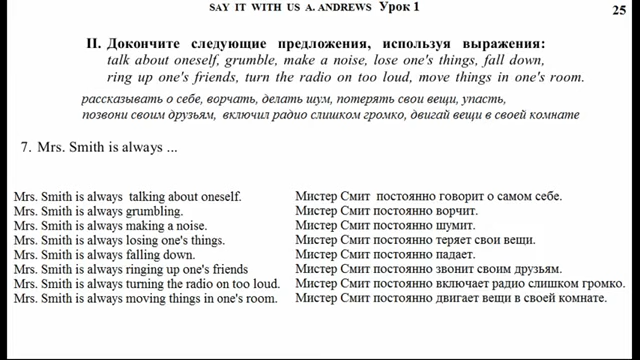 SAY IT WITH US A. ANDREWS Урок 1 25
II. Докончите следующие предложения, используя выражения:
talk about oneself, grumble, make a noise, lose one's things, fall down,
ring up one's friends, turn the radio on too loud, move things in one's room.
рассказывать о себе, ворчать, делать шум, потерять свои вещи, упасть,
позвони своим друзьям, включил радио слишком громко, двигай вещи в своей комнате
7. Mrs. Smith is always ...
Mrs. Smith is always talking about oneself. Мистер Смит постоянно говорит о самом себе.
Mrs. Smith is always grumbling. Мистер Смит постоянно ворчит.
Mrs. Smith is always making a noise. Мистер Смит постоянно шумит.
Mrs. Smith is always losing one's things. Мистер Смит постоянно теряет свои вещи.
Mrs. Smith is always falling down. Мистер Смит постоянно падает.
Mrs. Smith is always ringing up one's friends Мистер Смит постоянно звонит своим друзьям.
Mrs. Smith is always turning the radio on too loud. Мистер Смит постоянно включает радио слишком громко.
Mrs. Smith is always moving things in one's room. Мистер Смит постоянно двигает вещи в своей комнате.